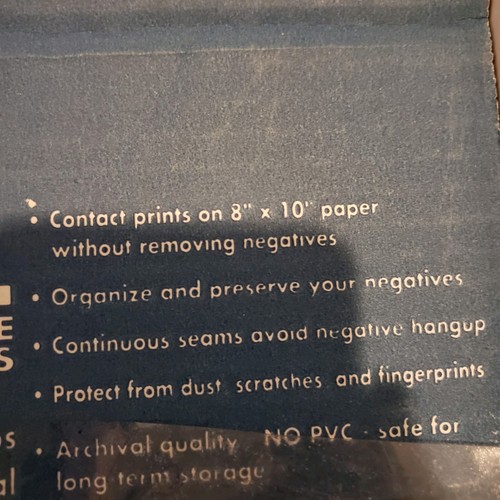 • Contact prints on 8" x 10" paper
without removing negatives
• Organize and preserve your negatives
E
• Continuous seams avoid negative hangup
S
• Protect from dust scratches and fingerprints
• Archival quality NO PVC - safe for
long term storage
al